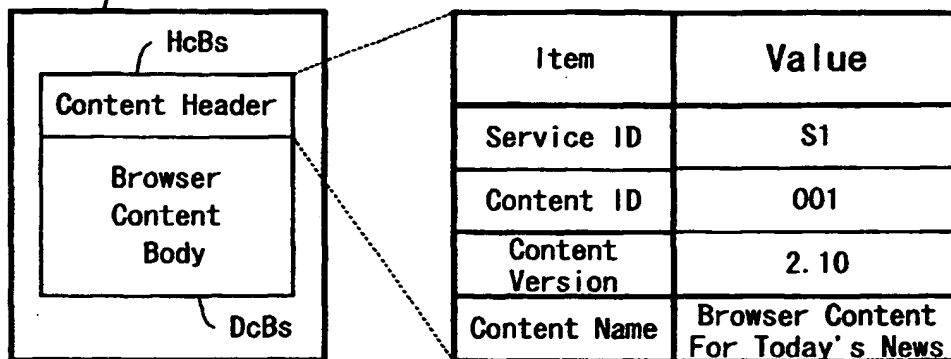 HcBs
Content Header
Browser
Content
Body
DcBs
Item Value
Service ID S1
Content ID 001
Content
Version
2.10
Content Name
Browser Content
For Today's News